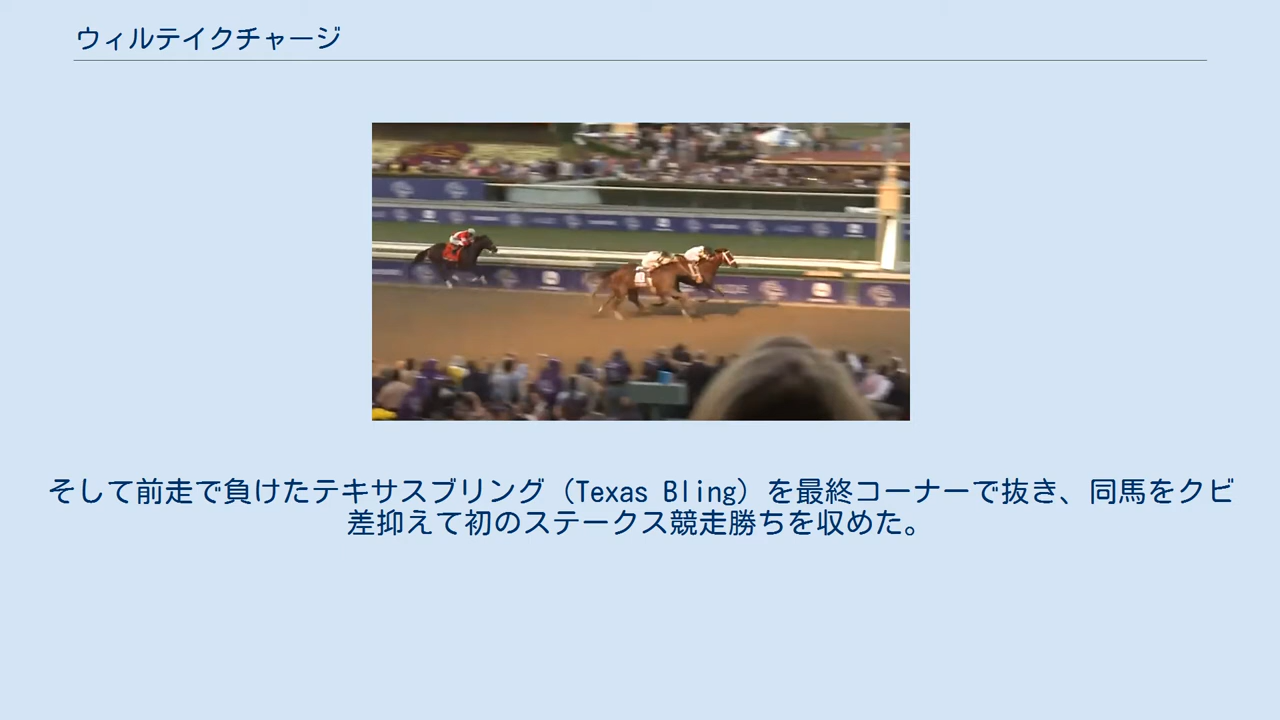 ウィルテイクチャージ
そして前走で負けたテキサスブリング（Texas Bling）を最終コーナーで抜き、同馬をクビ
差抑えて初のステークス競走勝ちを収めた。